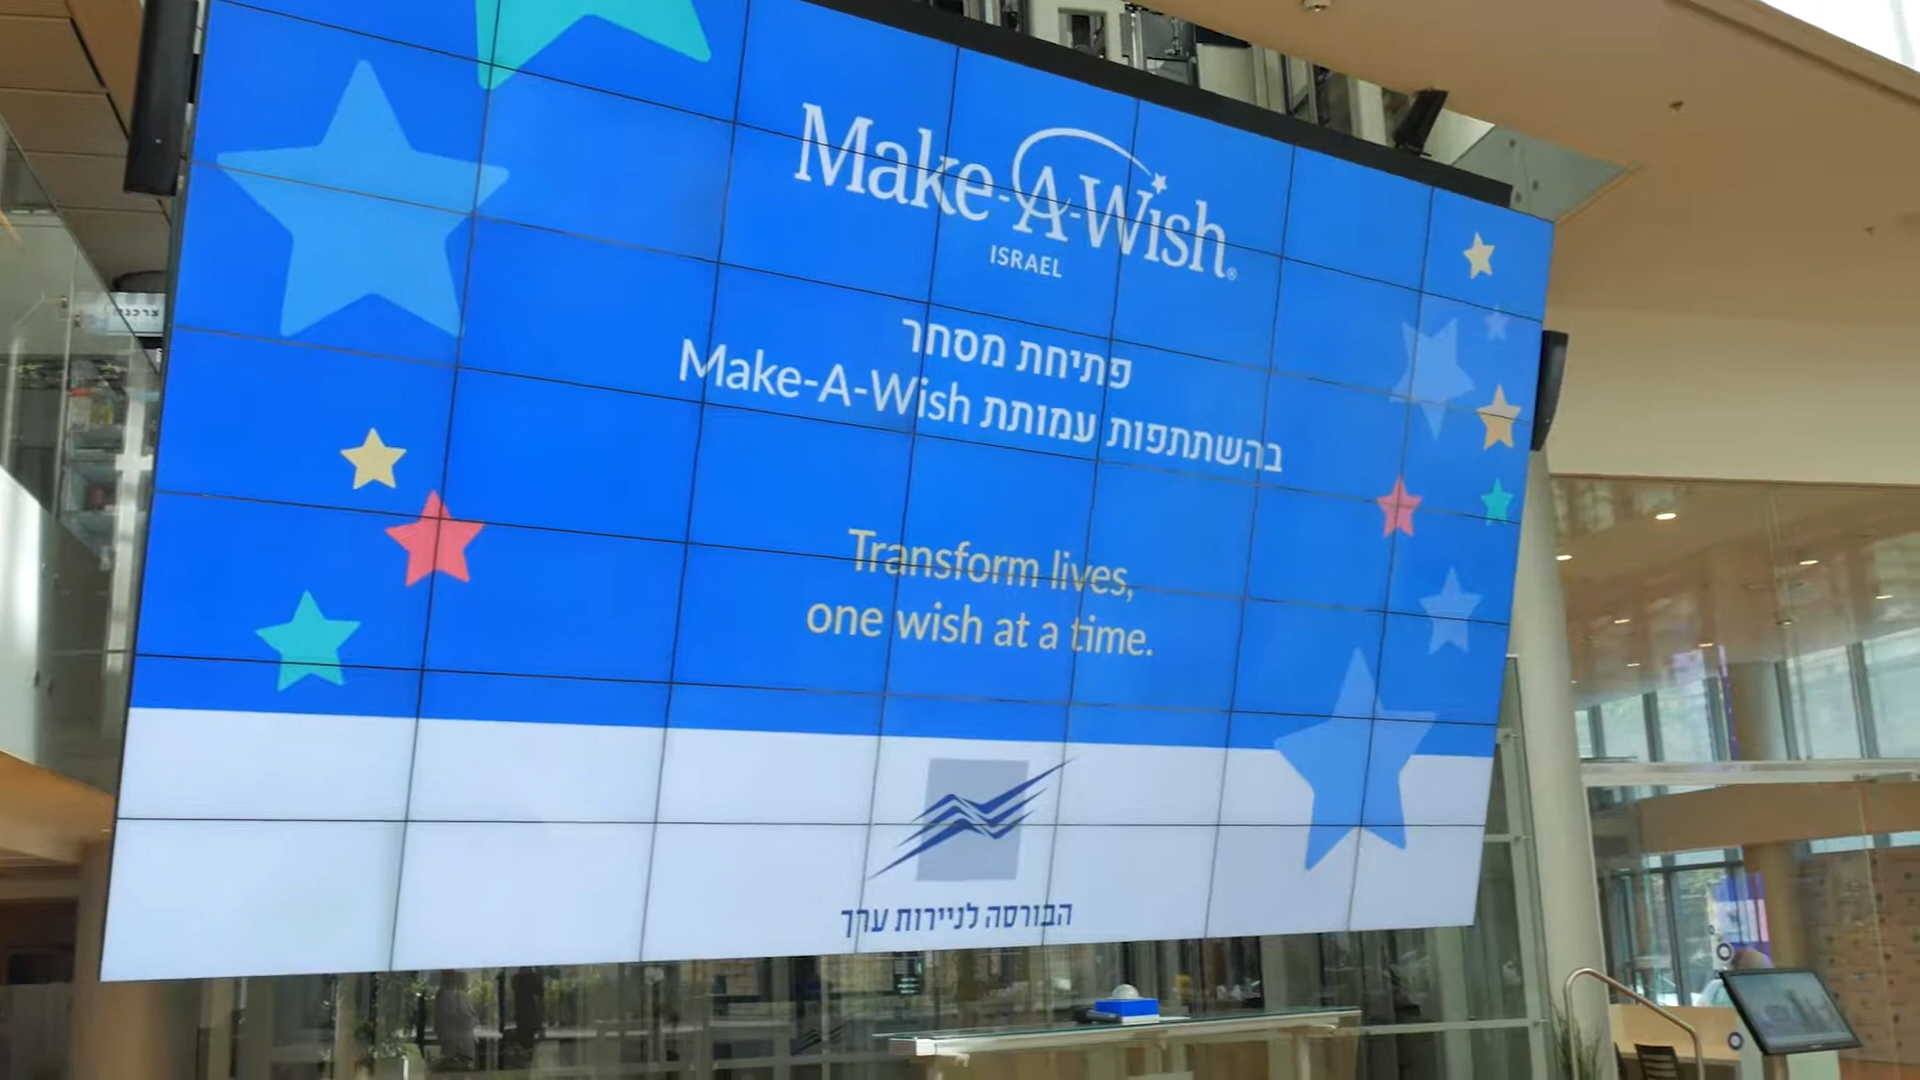 Make-A-Wish®
ISRAEL
פתיחת מסחר
בהשתתפות עמותת Make-A-Wish
Transform lives,
one wish at a time.
הבורסה לניירות ערך